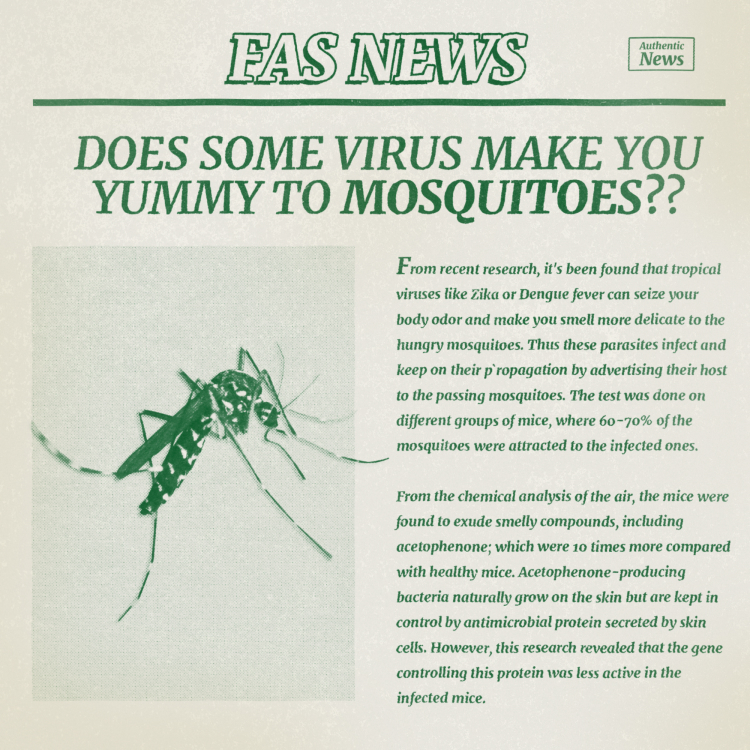 FAS NEWS
Authentic
News
DOES SOME VIRUS MAKE YOU
YUMMY TO MOSQUITOES??
From recent research, it's been found that tropical
viruses like Zika or Dengue fever can seize your
body odor and make you smell more delicate to the
hungry mosquitoes. Thus these parasites infect and
keep on their p`ropagation by advertising their host
to the passing mosquitoes. The test was done on
different groups of mice, where 60-70% of the
mosquitoes were attracted to the infected ones.
From the chemical analysis of the air, the mice were
found to exude smelly compounds, including
acetophenone; which were 10 times more compared
with healthy mice. Acetophenone-producing
bacteria naturally grow on the skin but are kept in
control by antimicrobial protein secreted by skin
cells. However, this research revealed that the gene
controlling this protein was less active in the
infected mice.